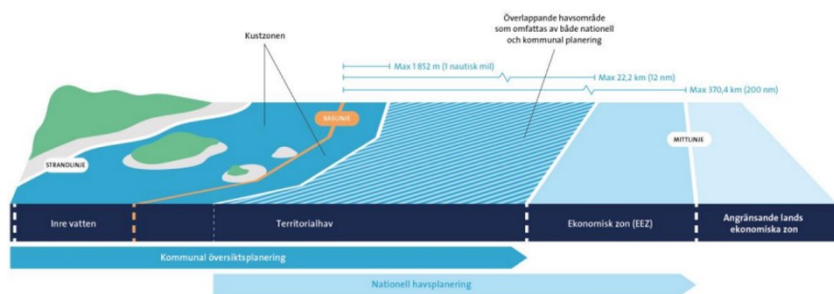 Överlappande havsområde
som omfattas av både nationell
och kommunal planering
Kustzonen
Max 1 852 m (1 nautisk mil)
Max 22,2 km (12 nm)
Max 370,4 km (200 nm)
BASLINJE
MITTLINJE
STRANDLINJE
Inre vatten
Territorialhav
Ekonomisk zon (EEZ)
Angränsande lands
ekonomiska zon
Kommunal översiktsplanering
Nationell havsplanering